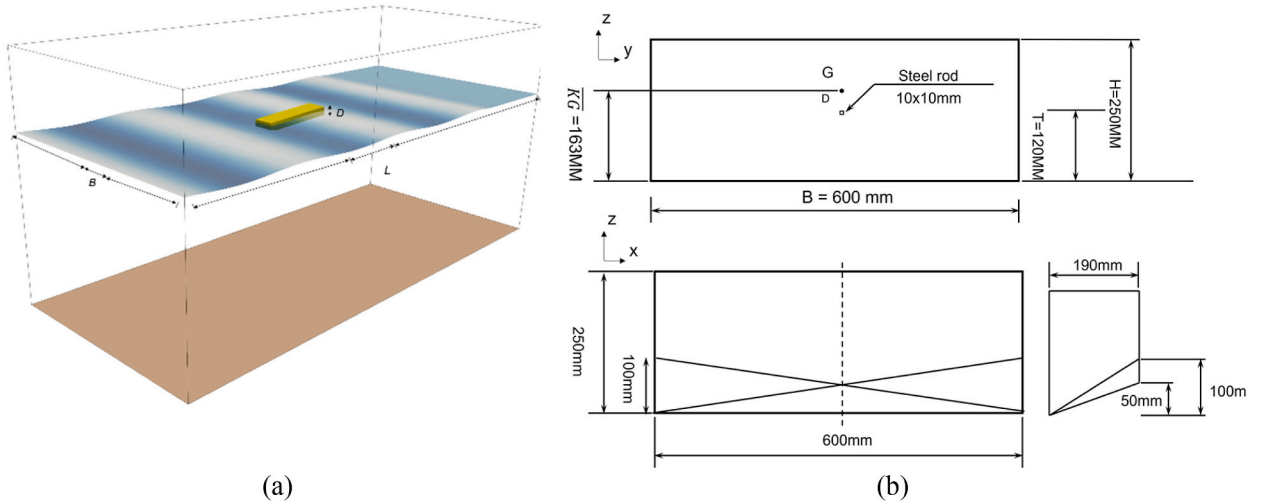 D
B
L
(a)
z
y
G
D
Steel rod
10x10mm
KG =163MM
T=120MM
H=250MM
B = 600 mm
z
x
250mm
100mm
600mm
190mm
50mm
100m
(b)